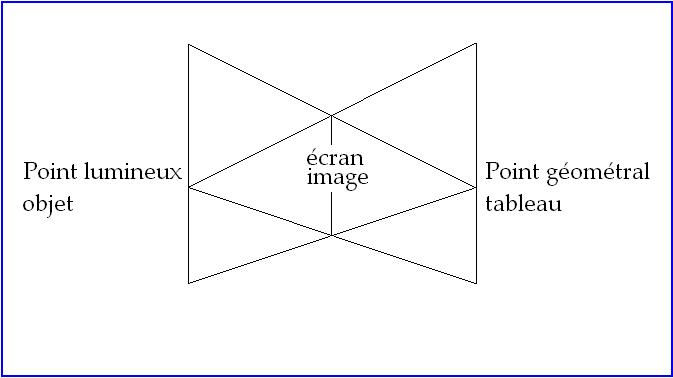 Point lumineux
objet
écran
image
Point géométral
tableau